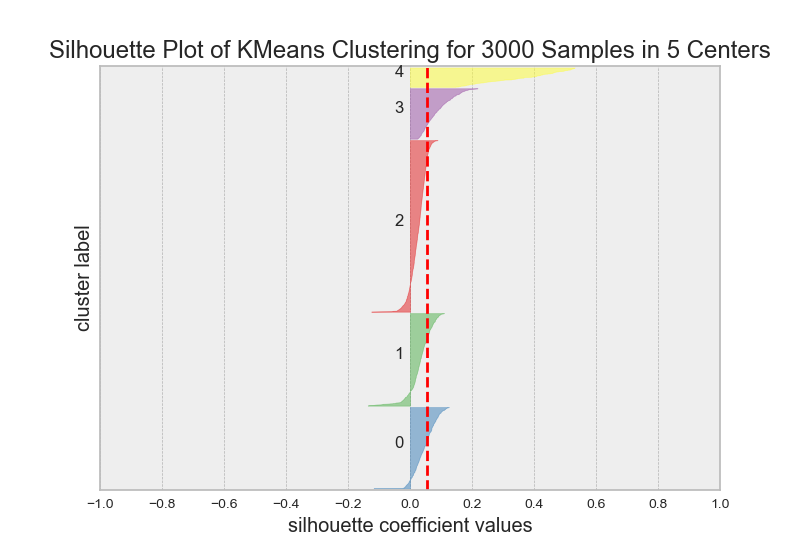 Silhouette Plot of KMeans Clustering for 3000 Samples in 5 Centers
4
3
2
1
0
cluster label
−1.0 −0.8 −0.6 −0.4 −0.2 0.0 0.2 0.4 0.6 0.8 1.0
silhouette coefficient values